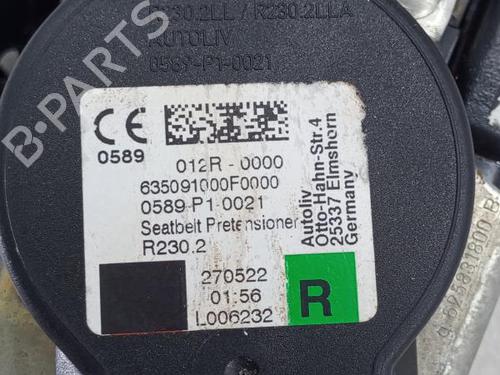 R230.2LL / R230.2LLA
AUTOLIV
0589-P1-0021
CE
0589
012R - 0000
635091000F0000
0589-P1-0021
Seatbelt Pretensioner
R230.2
270522
01:56
L006232
R
Autoliv
Otto-Hahn-Str.4
25337 Elmshorn
Germany
B-PARTS